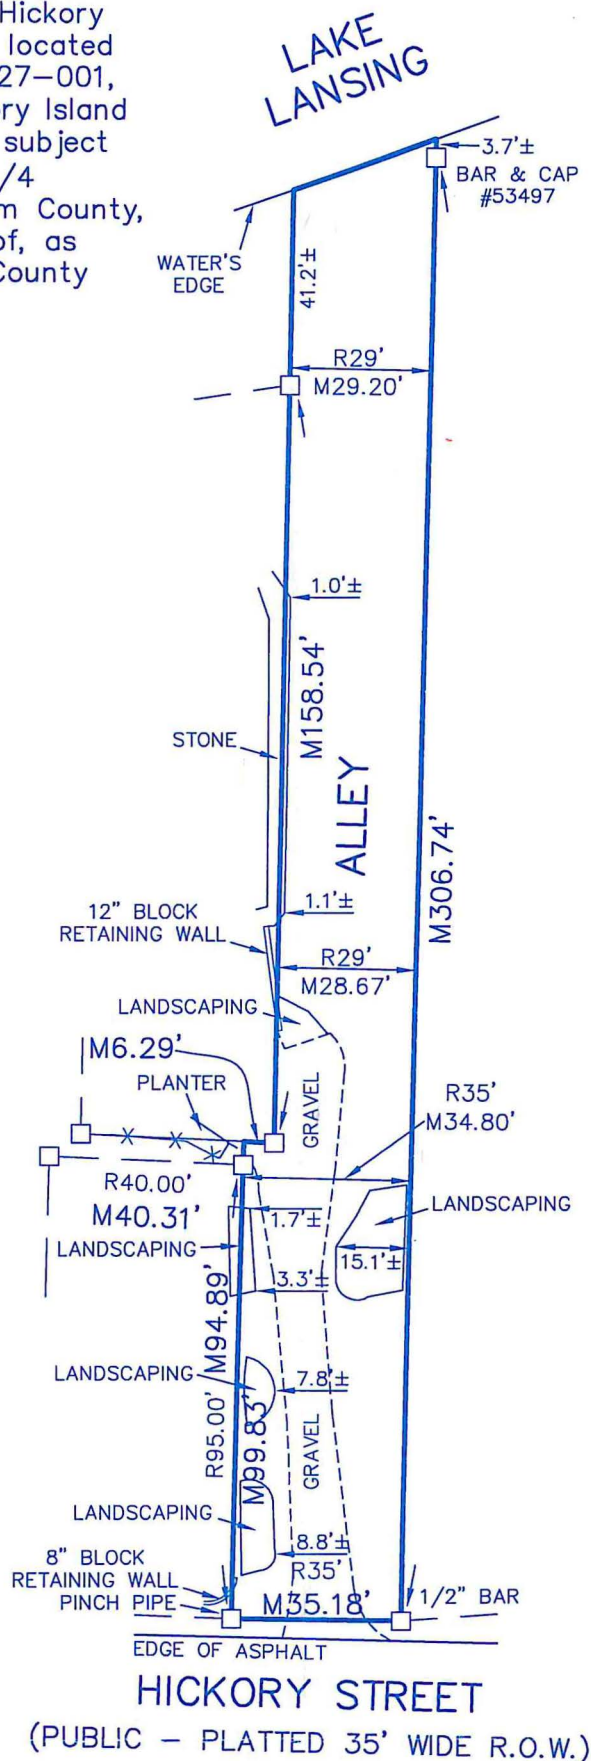 Hickory
located
27-001,
ry Island
subject
/4
m County,
of, as
County
LAKE
LANSING
3.7'±
BAR & CAP
#53497
WATER'S
EDGE
41.2'±
R29'
M29.20'
1.0'±
M158.54'
STONE
ALLEY
M306.74'
1.1'±
12" BLOCK
RETAINING WALL
R29'
M28.67'
LANDSCAPING
M6.29'
PLANTER
GRAVEL
R35'
M34.80'
R40.00'
M40.31'
LANDSCAPING
1.7'±
LANDSCAPING
15.1'±
3.3'±
R95.00' M94.89'
LANDSCAPING
7.8'±
M99.83'
GRAVEL
LANDSCAPING
8.8'±
R35'
8" BLOCK
RETAINING WALL
PINCH PIPE
M35.18'
1/2" BAR
EDGE OF ASPHALT
HICKORY STREET
(PUBLIC – PLATTED 35' WIDE R.O.W.)